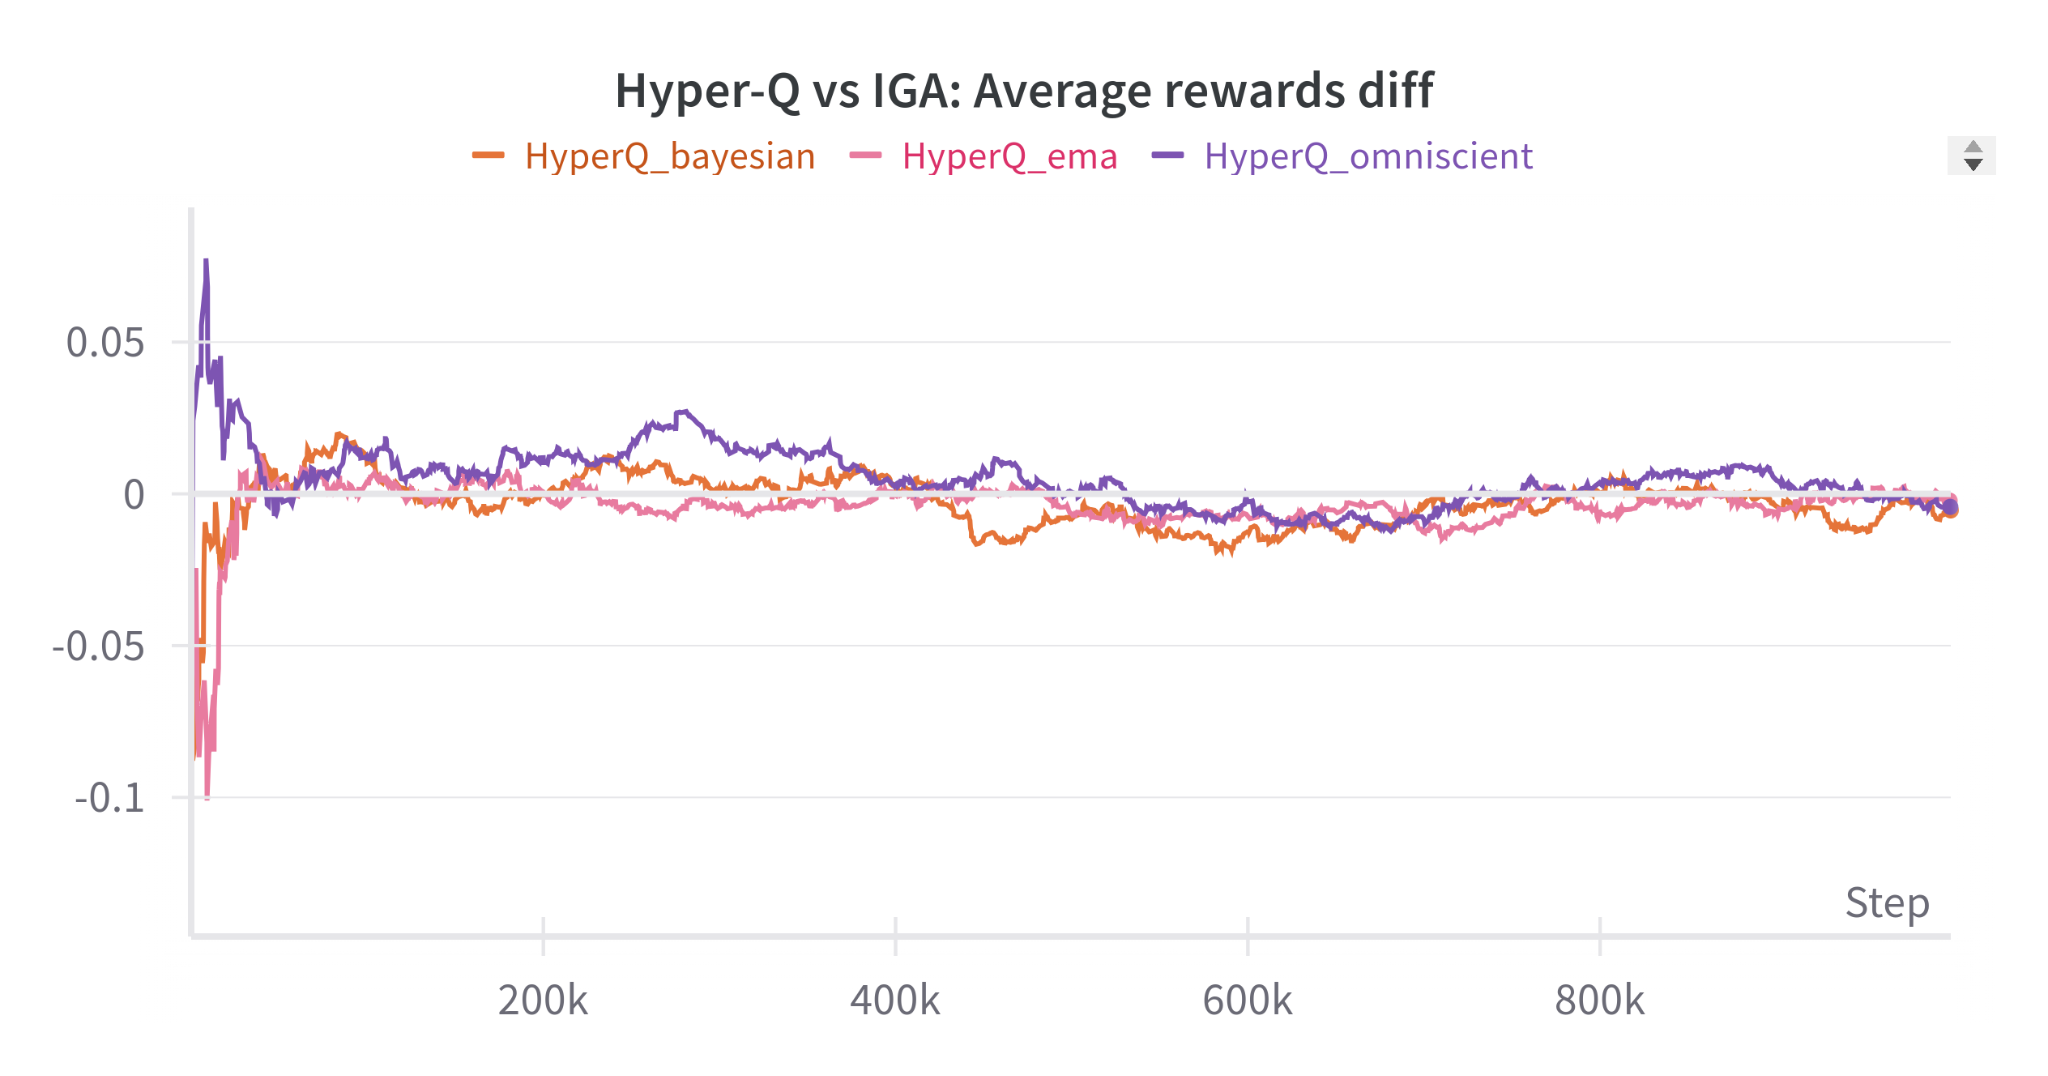 Hyper-Q vs IGA: Average rewards diff
HyperQ_bayesian HyperQ_ema HyperQ_omniscient
0.05
0
-0.05
-0.1
Step
200k 400k 600k 800k